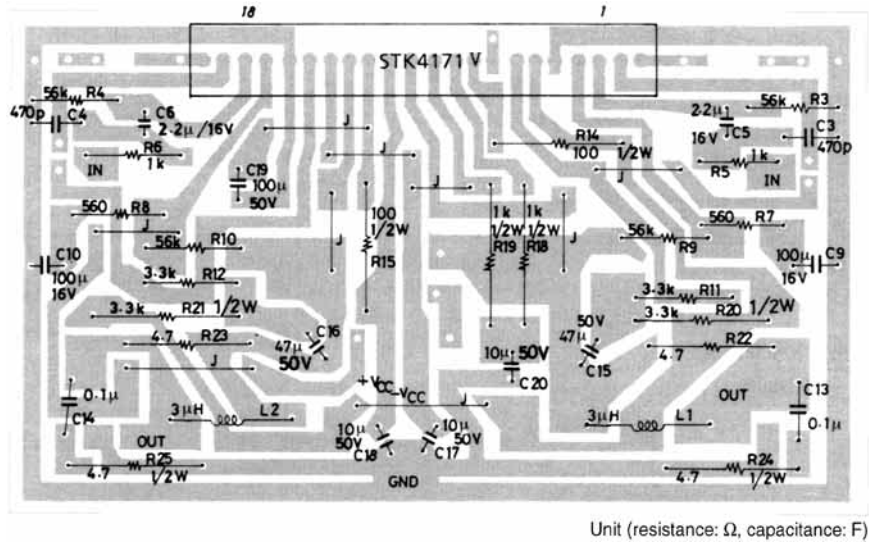 18 1
STK4171 V
56k R4
470p C4
C6
2.2μ/16V
R6
1k
IN
C19
100μ
50V
J
J
J
R14
100 1/2W
J
2.2μ
16V C5
56k R3
C3
470p
R5 1k
IN
560 R8
J
56k R10
C10
100μ
16V
3.3k R12
3.3k R21 1/2W
4.7 R23
J
J
100
1/2W
R15
1k
1/2W
R19
1k
1/2W
R18
J
560 R7
56k R9
100μ C9
16V
R11
3.3k
R20 1/2W
3.3k
R22
4.7
C16
47μ
50V
50V
47μ
C15
10μ 50V
C20
+VCC -VCC
J
0.1μ
C14
3μH L2
OUT
R25
4.7 1/2W
10μ
50V
C18
10μ
50V
C17
GND
OUT
3μH L1
C13
0.1μ
R24
4.7 1/2W
Unit (resistance: Ω, capacitance: F)